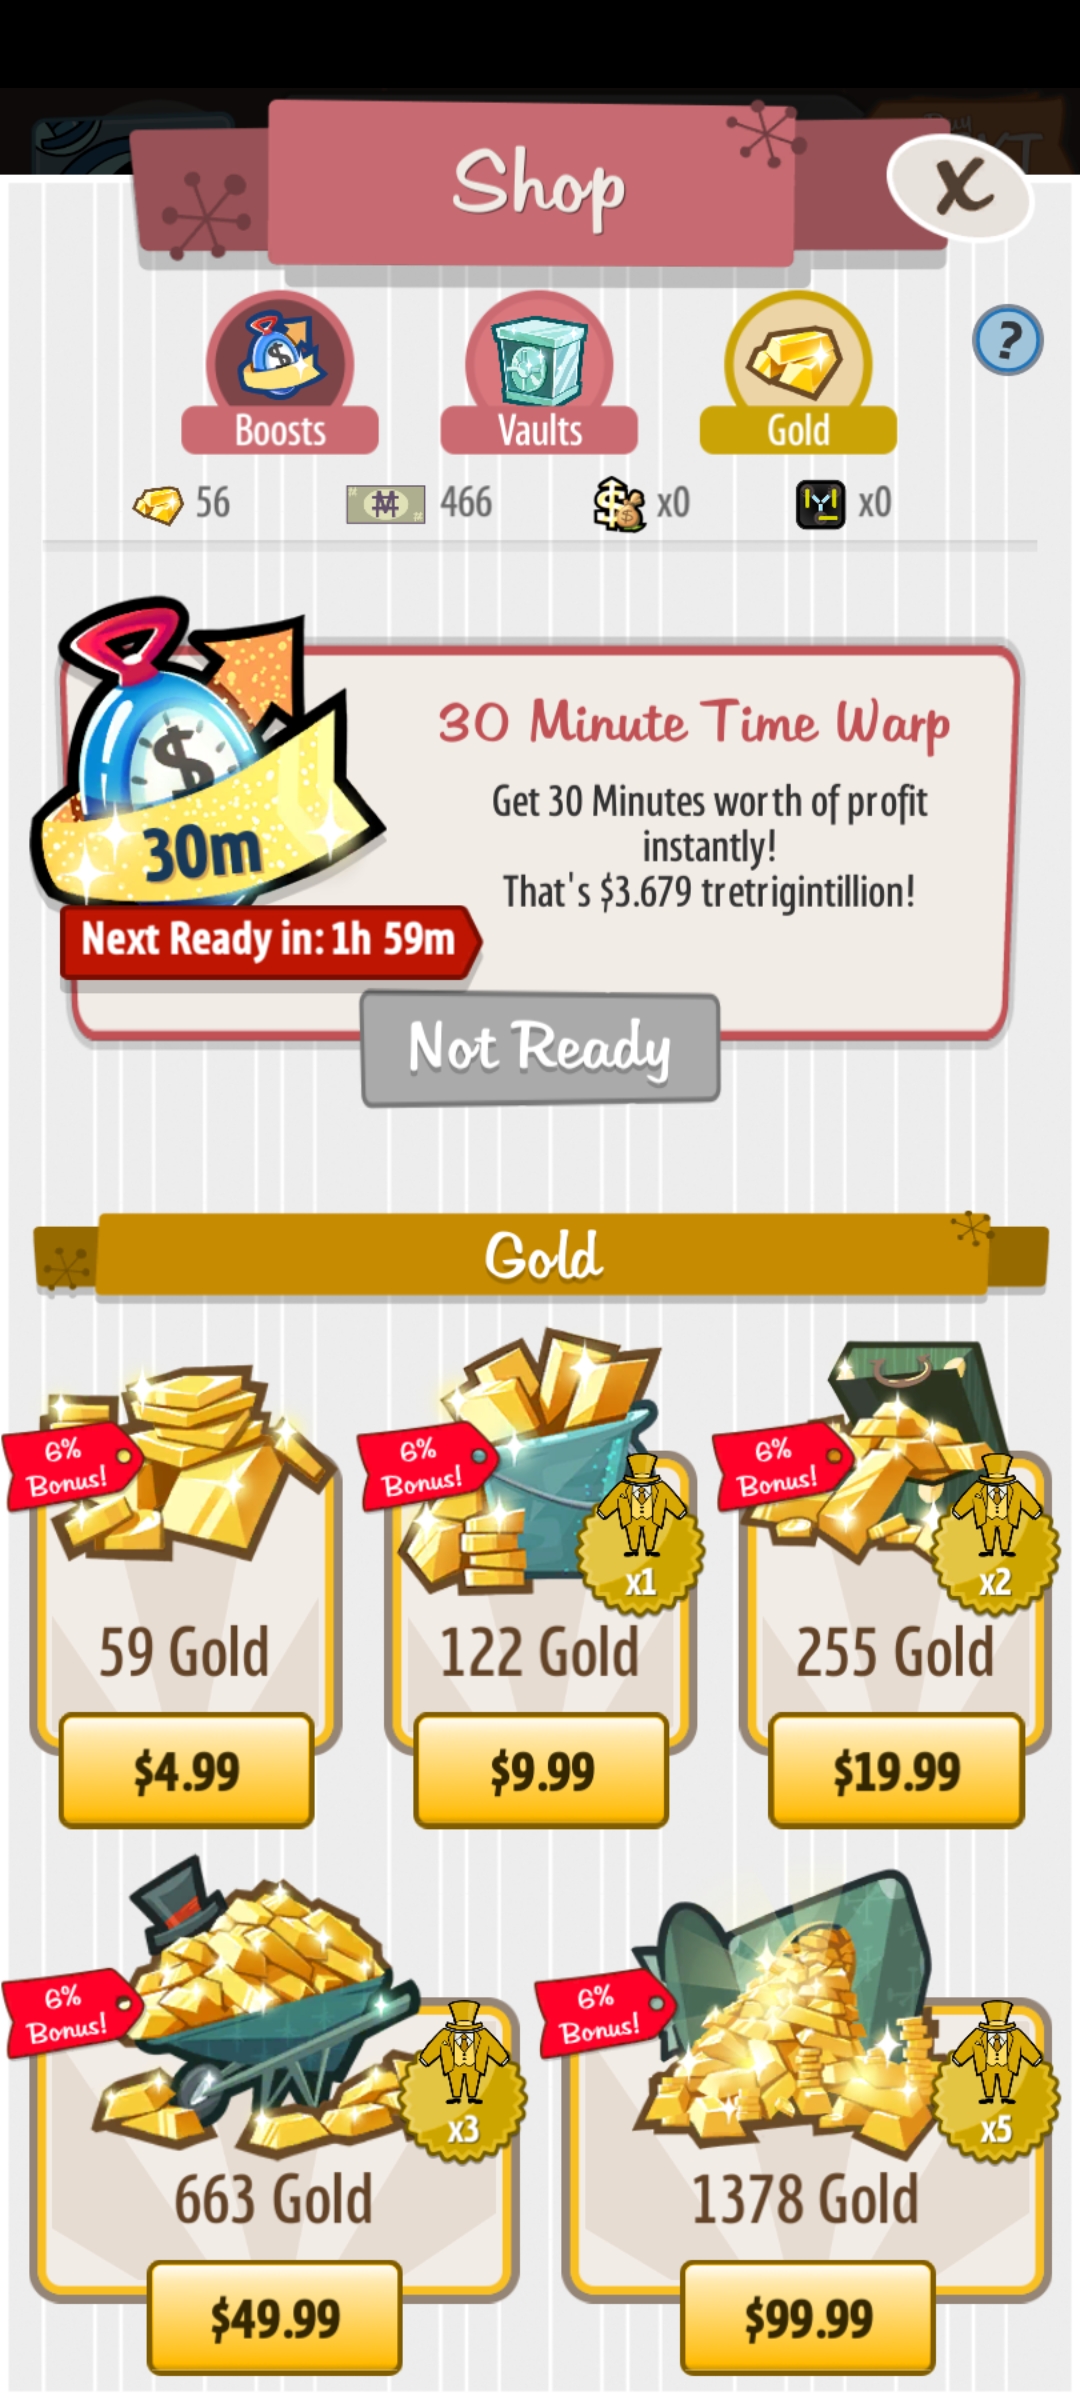 Shop
X
Boosts
Vaults
Gold
?
56
466
x0
x0
30m
30 Minute Time Warp
Get 30 Minutes worth of profit
instantly!
That's $3.679 tretrigintillion!
Next Ready in: 1h 59m
Not Ready
Gold
6%
Bonus!
59 Gold
$4.99
6%
Bonus!
x1
122 Gold
$9.99
6%
Bonus!
x2
255 Gold
$19.99
6%
Bonus!
x3
663 Gold
$49.99
6%
Bonus!
x5
1378 Gold
$99.99